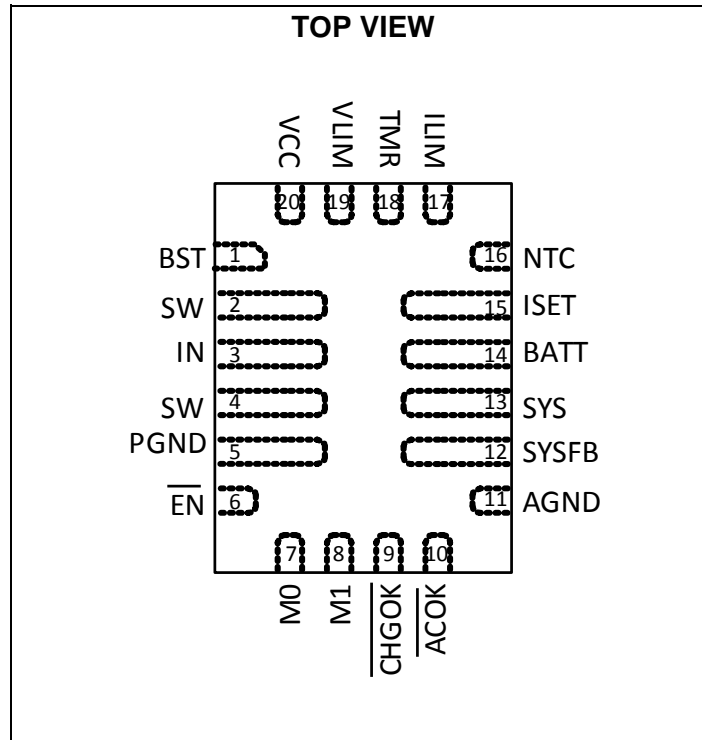 TOP VIEW
VCC
VLIM
TMR
ILIM
20
19
18
17
BST
1
16
NTC
SW
2
15
ISET
IN
3
14
BATT
SW
4
13
SYS
PGND
5
12
SYSFB
EN
6
11
AGND
7
8
9
10
M0
M1
CHGOK
ACOK